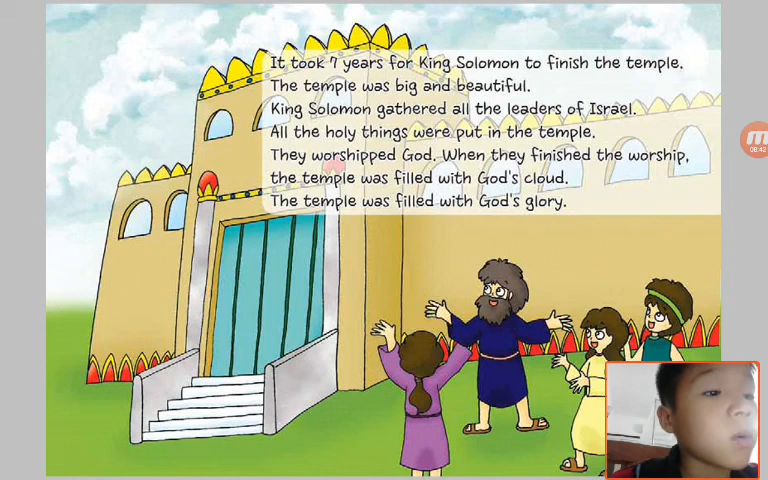 It took 7 years for King Solomon to finish the temple.
The temple was big and beautiful.
King Solomon gathered all the leaders of Israel.
All the holy things were put in the temple.
They worshipped God. When they finished the worship,
the temple was filled with God's cloud.
The temple was filled with God's glory.
M
08:42